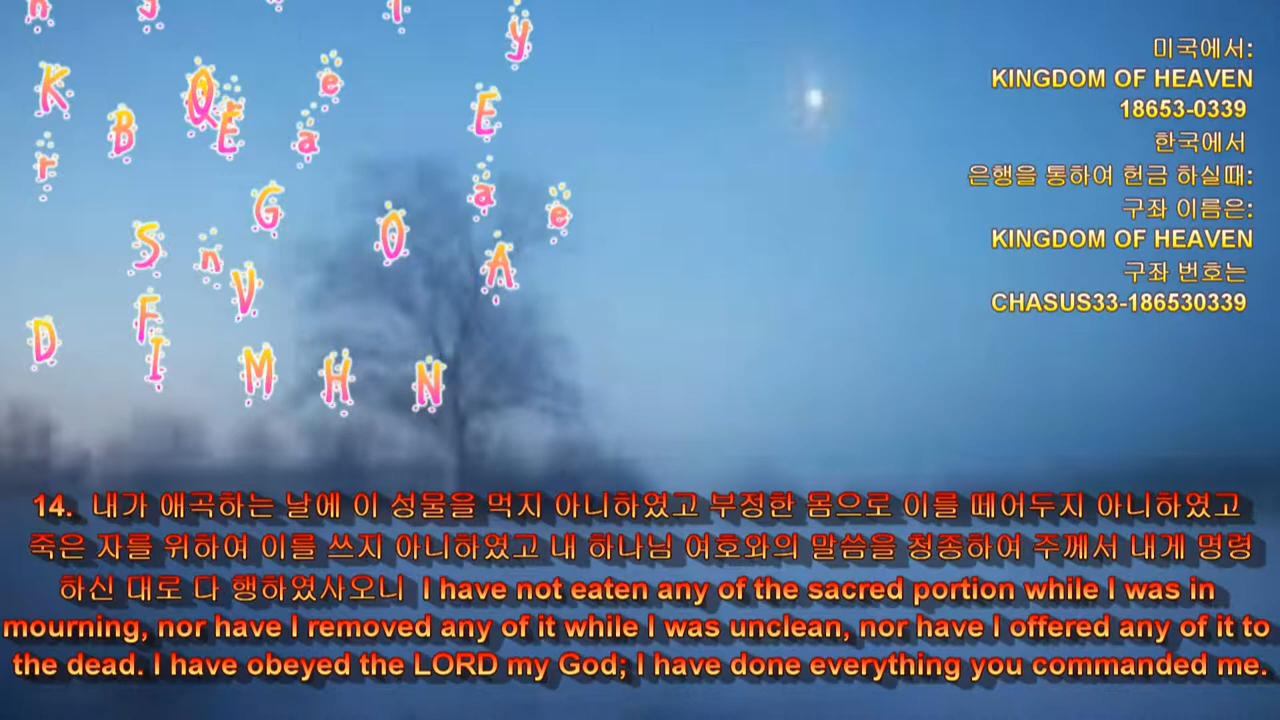 미국에서:
KINGDOM OF HEAVEN
18653-0339
한국에서
은행을 통하여 헌금 하실때:
구좌 이름은:
KINGDOM OF HEAVEN
구좌 번호는
CHASUS33-186530339
y
K Q e
B E a E
r a
G O e
S n V A
F
D I M H N
14. 내가 애곡하는 날에 이 성물을 먹지 아니하였고 부정한 몸으로 이를 떼어두지 아니하였고
죽은 자를 위하여 이를 쓰지 아니하였고 내 하나님 여호와의 말씀을 청종하여 주께서 내게 명령
하신 대로 다 행하였사오니 I have not eaten any of the sacred portion while I was in
mourning, nor have I removed any of it while I was unclean, nor have I offered any of it to
the dead. I have obeyed the LORD my God; I have done everything you commanded me.